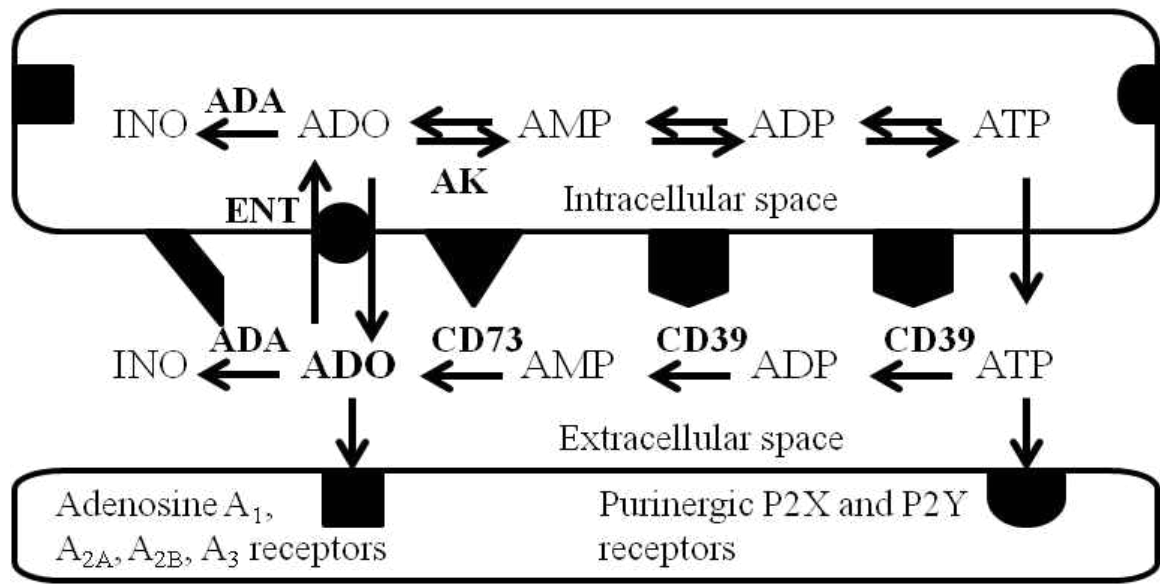 ADA
INO ADO AMP ADP ATP
AK
ENT Intracellular space
ADA CD73 CD39 CD39
INO ADO AMP ADP ATP
Extracellular space
Adenosine A₁,
A₂A, A₂B, A₃ receptors
Purinergic P2X and P2Y
receptors